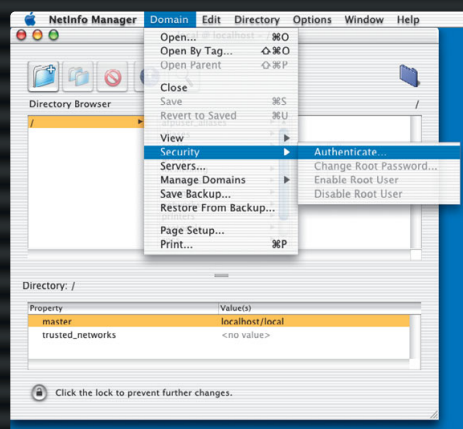 NetInfo Manager Domain Edit Directory Options Window Help
Open... ⌘O
Open By Tag... ⇧⌘O
Open Parent ⇧⌘P
Close
Save ⌘S
Revert to Saved ⌘U
View
Security
Servers...
Manage Domains
Save Backup...
Restore From Backup...
Page Setup...
Print... ⌘P
Authenticate...
Change Root Password...
Enable Root User
Disable Root User
@ localhost -
Directory Browser /
/
printers
Directory: /
Property Value(s)
master localhost/local
trusted_networks <no value>
Click the lock to prevent further changes.